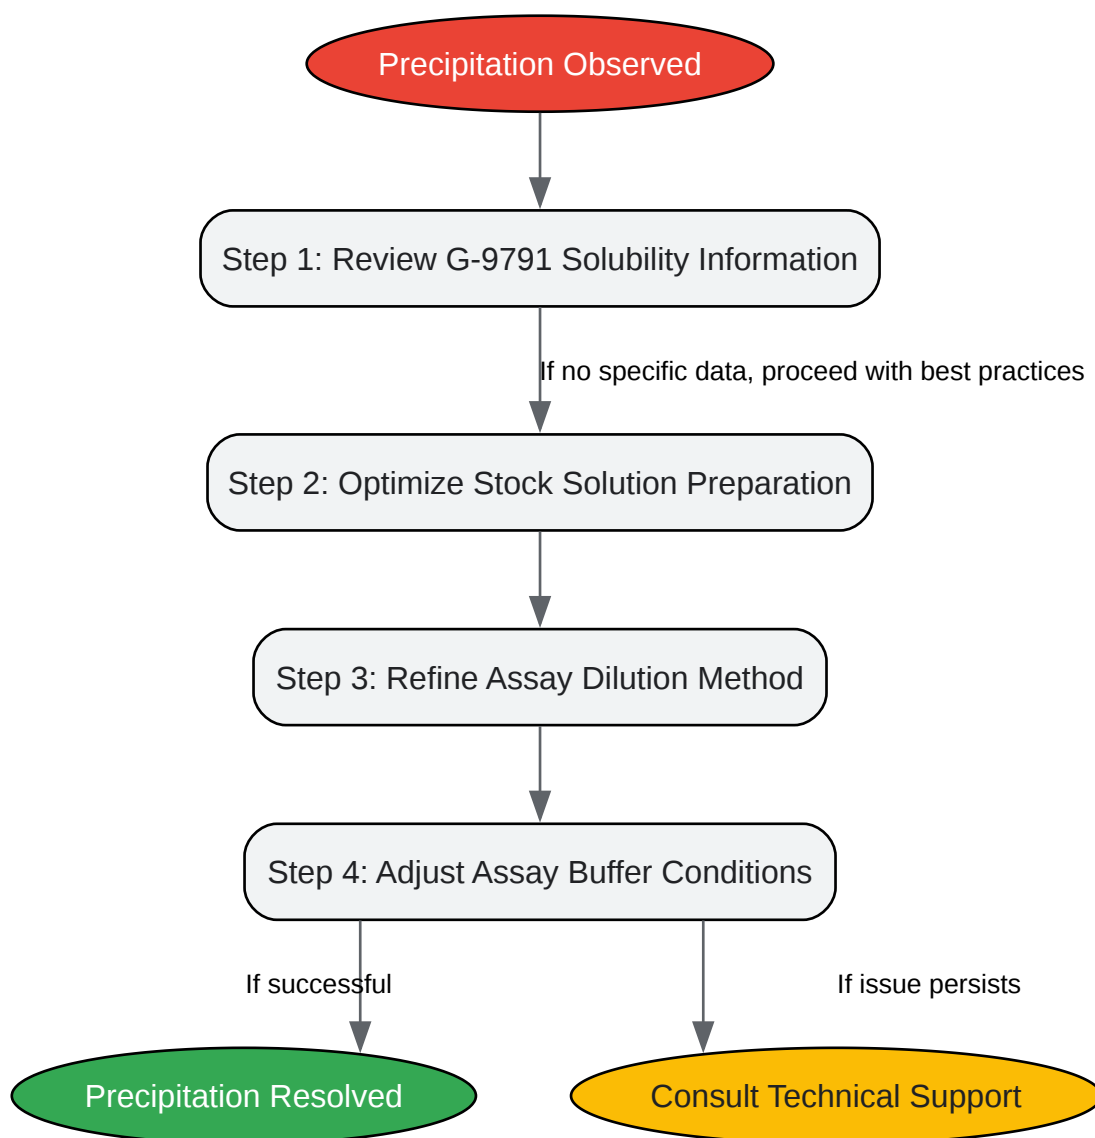 Precipitation Observed
Step 1: Review G-9791 Solubility Information
If no specific data, proceed with best practices
Step 2: Optimize Stock Solution Preparation
Step 3: Refine Assay Dilution Method
Step 4: Adjust Assay Buffer Conditions
If successful
If issue persists
Precipitation Resolved
Consult Technical Support